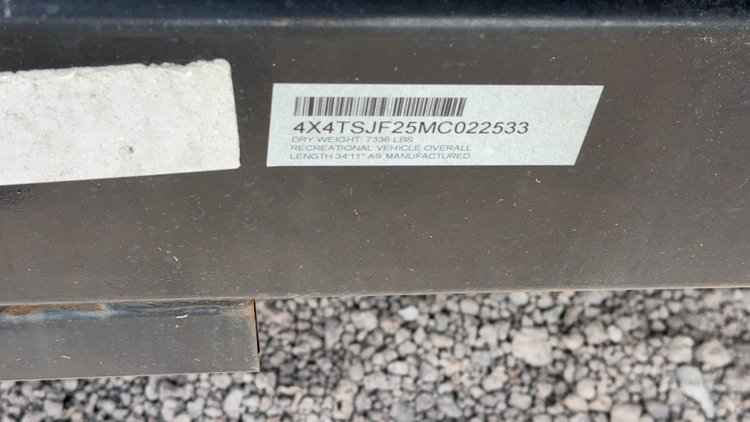 4X4TSJF25MC022533
DRY WEIGHT: 7336 LBS
RECREATIONAL VEHICLE OVERALL
LENGTH 34'11" AS MANUFACTURED